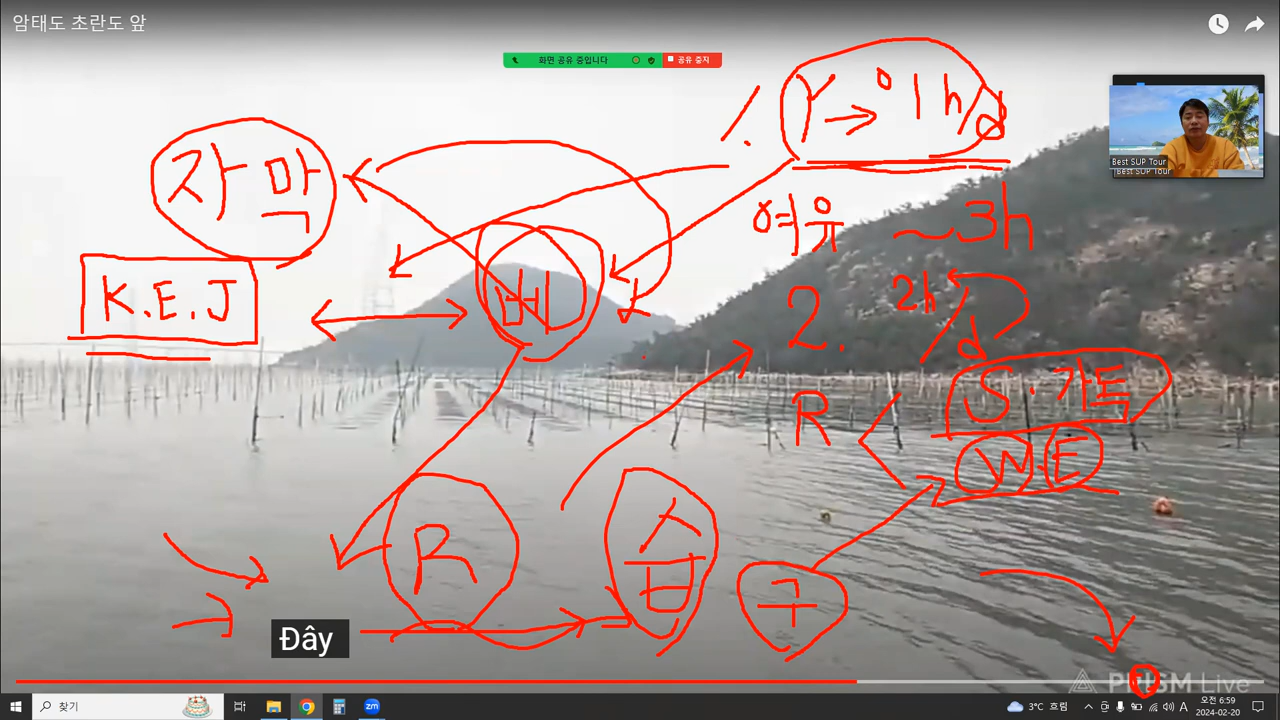 암태도 초란도 앞
화면 공유 중입니다
공유 중지
1. Y → 이 1h/d
Best SUP Tour
Best SUP Tour
자막
여유 ~3h
K.E.J
2. 2h/d
R
S. 가득
W.E
R
습
구
Đây
PRISM Live
찾기
zm
3℃ 흐림
A
오전 6:59
2024-02-20